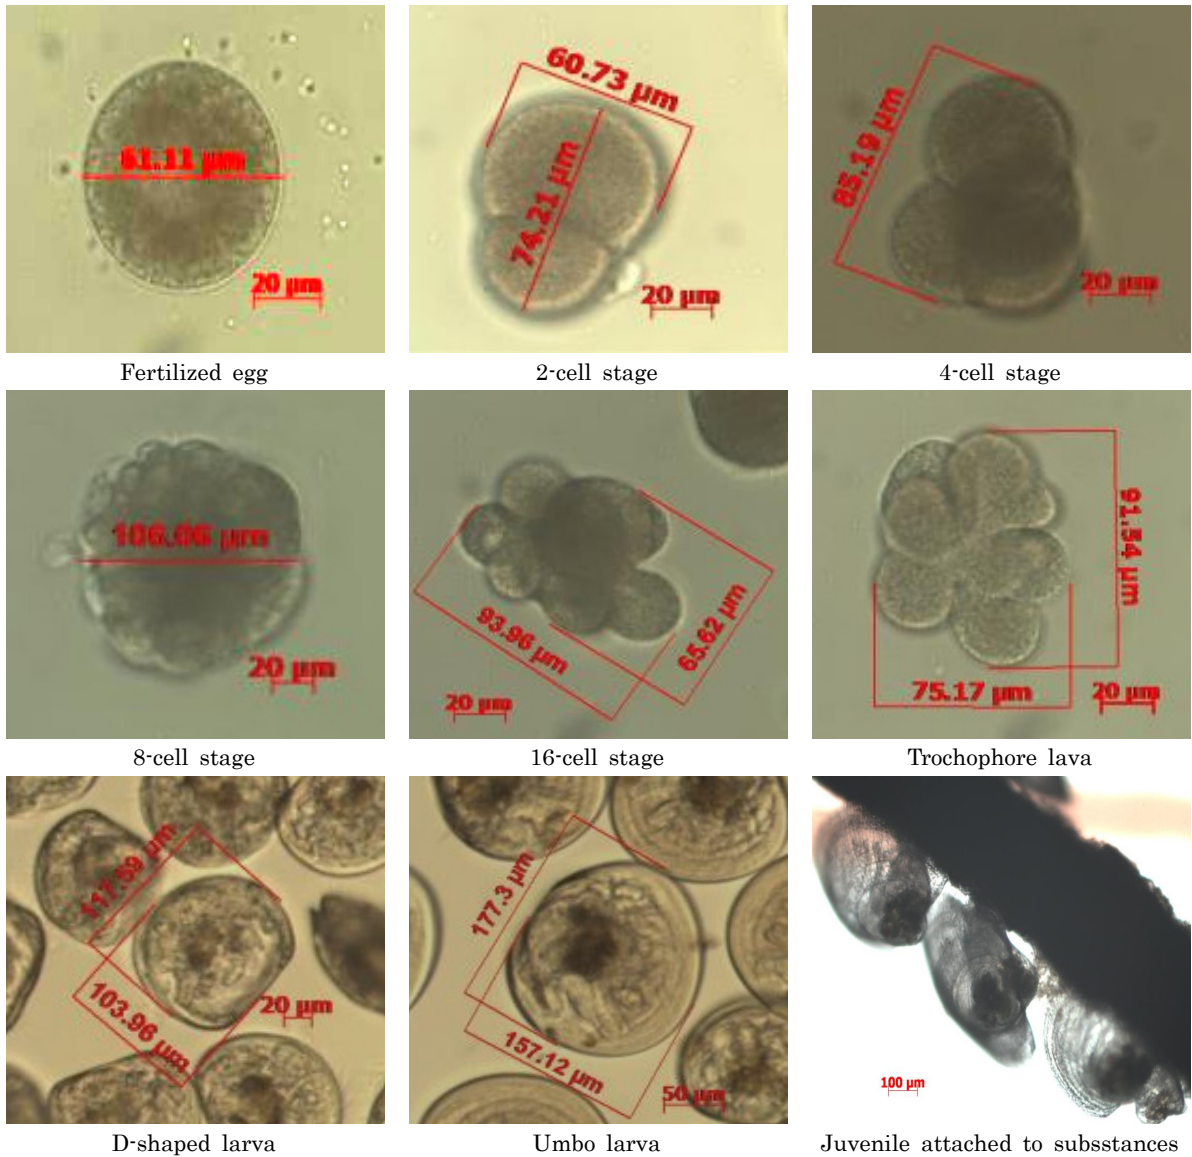 61.11 µm
20 µm
Fertilized egg
60.73 µm
74.21 µm
20 µm
2-cell stage
85.19 µm
20 µm
4-cell stage
106.06 µm
20 µm
8-cell stage
93.96 µm
65.62 µm
20 µm
16-cell stage
91.54 µm
75.17 µm
20 µm
Trochophore lava
117.59 µm
103.96 µm
20 µm
D-shaped larva
177.3 µm
157.12 µm
50 µm
Umbo larva
100 µm
Juvenile attached to subsstances